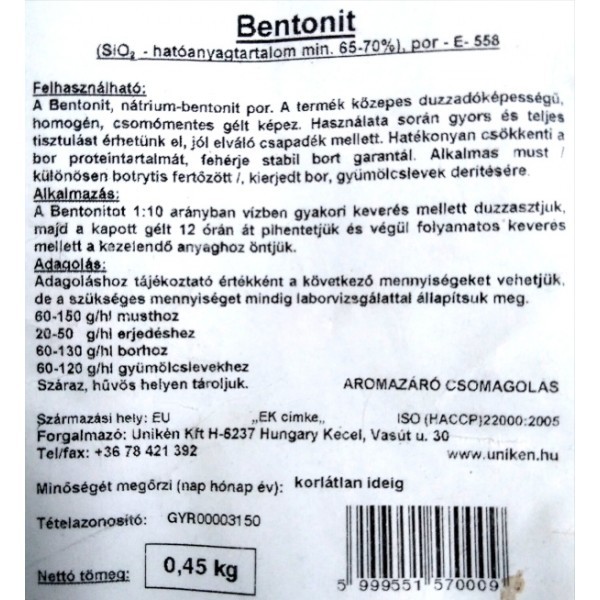 Bentonit
(SiO₂ - hatóanyagtartalom min. 65-70%), por - E- 558
Felhasználható:
A Bentonit, nátrium-bentonit por. A termék közepes duzzadóképességű,
homogén, csomómentes gélt képez. Használata során gyors és teljes
tisztulást érhetünk el, jól elváló csapadék mellett. Hatékonyan csökkenti a
bor proteintartalmát, fehérje stabil bort garantál. Alkalmas must /
különösen botrytis fertőzött /, kierjedt bor, gyümölcslevek derítésére.
Alkalmazás:
A Bentonitot 1:10 arányban vízben gyakori keverés mellett duzzasztjuk,
majd a kapott gélt 12 órán át pihentetjük és végül folyamatos keverés
mellett a kezelendő anyaghoz öntjük.
Adagolás:
Adagoláshoz tájékoztató értékként a következő mennyiségeket vehetjük,
de a szükséges mennyiséget mindig laborvizsgálattal állapítsuk meg.
60-150 g/hl musthoz
20-50 g/hl erjedéshez
60-130 g/hl borhoz
60-120 g/hl gyümölcslevekhez
Száraz, hűvös helyen tároljuk. AROMAZÁRÓ CSOMAGOLAS
Származási hely: EU „EK cimke„ ISO (HACCP)22000:2005
Forgalmazó: Unikén Kft H-6237 Hungary Kecel, Vasút u. 30
Tel/fax: +36 78 421 392 www.uniken.hu
Minőségét megőrzi (nap hónap év): korlátlan ideig
Tételazonosító: GYR00003150
Nettó tömeg: 0,45 kg
5 999551 570009